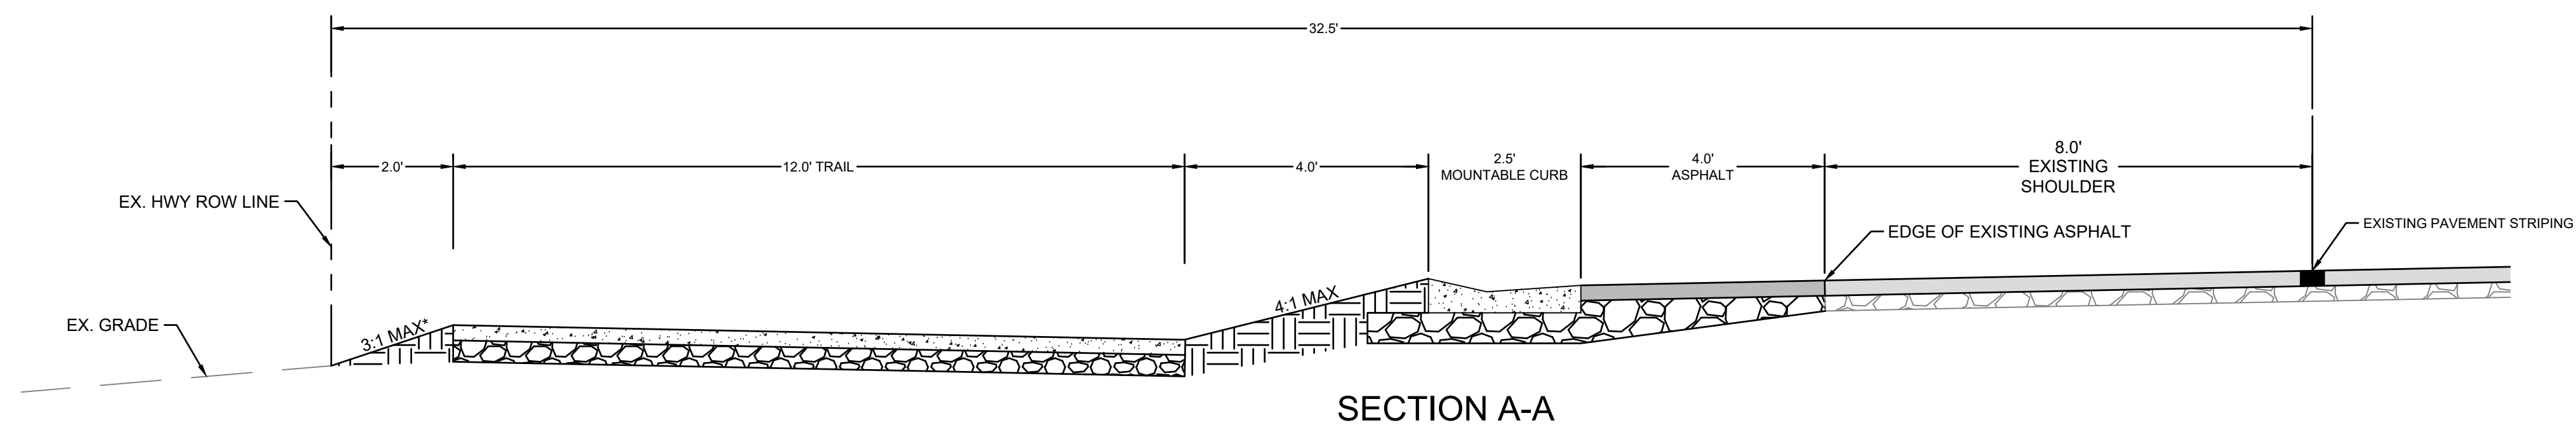 32.5'
2.0'
12.0' TRAIL
4.0'
2.5'
MOUNTABLE CURB
4.0'
ASPHALT
8.0'
EXISTING
SHOULDER
EX. HWY ROW LINE
EDGE OF EXISTING ASPHALT
EXISTING PAVEMENT STRIPING
EX. GRADE
3:1 MAX*
4:1 MAX
SECTION A-A